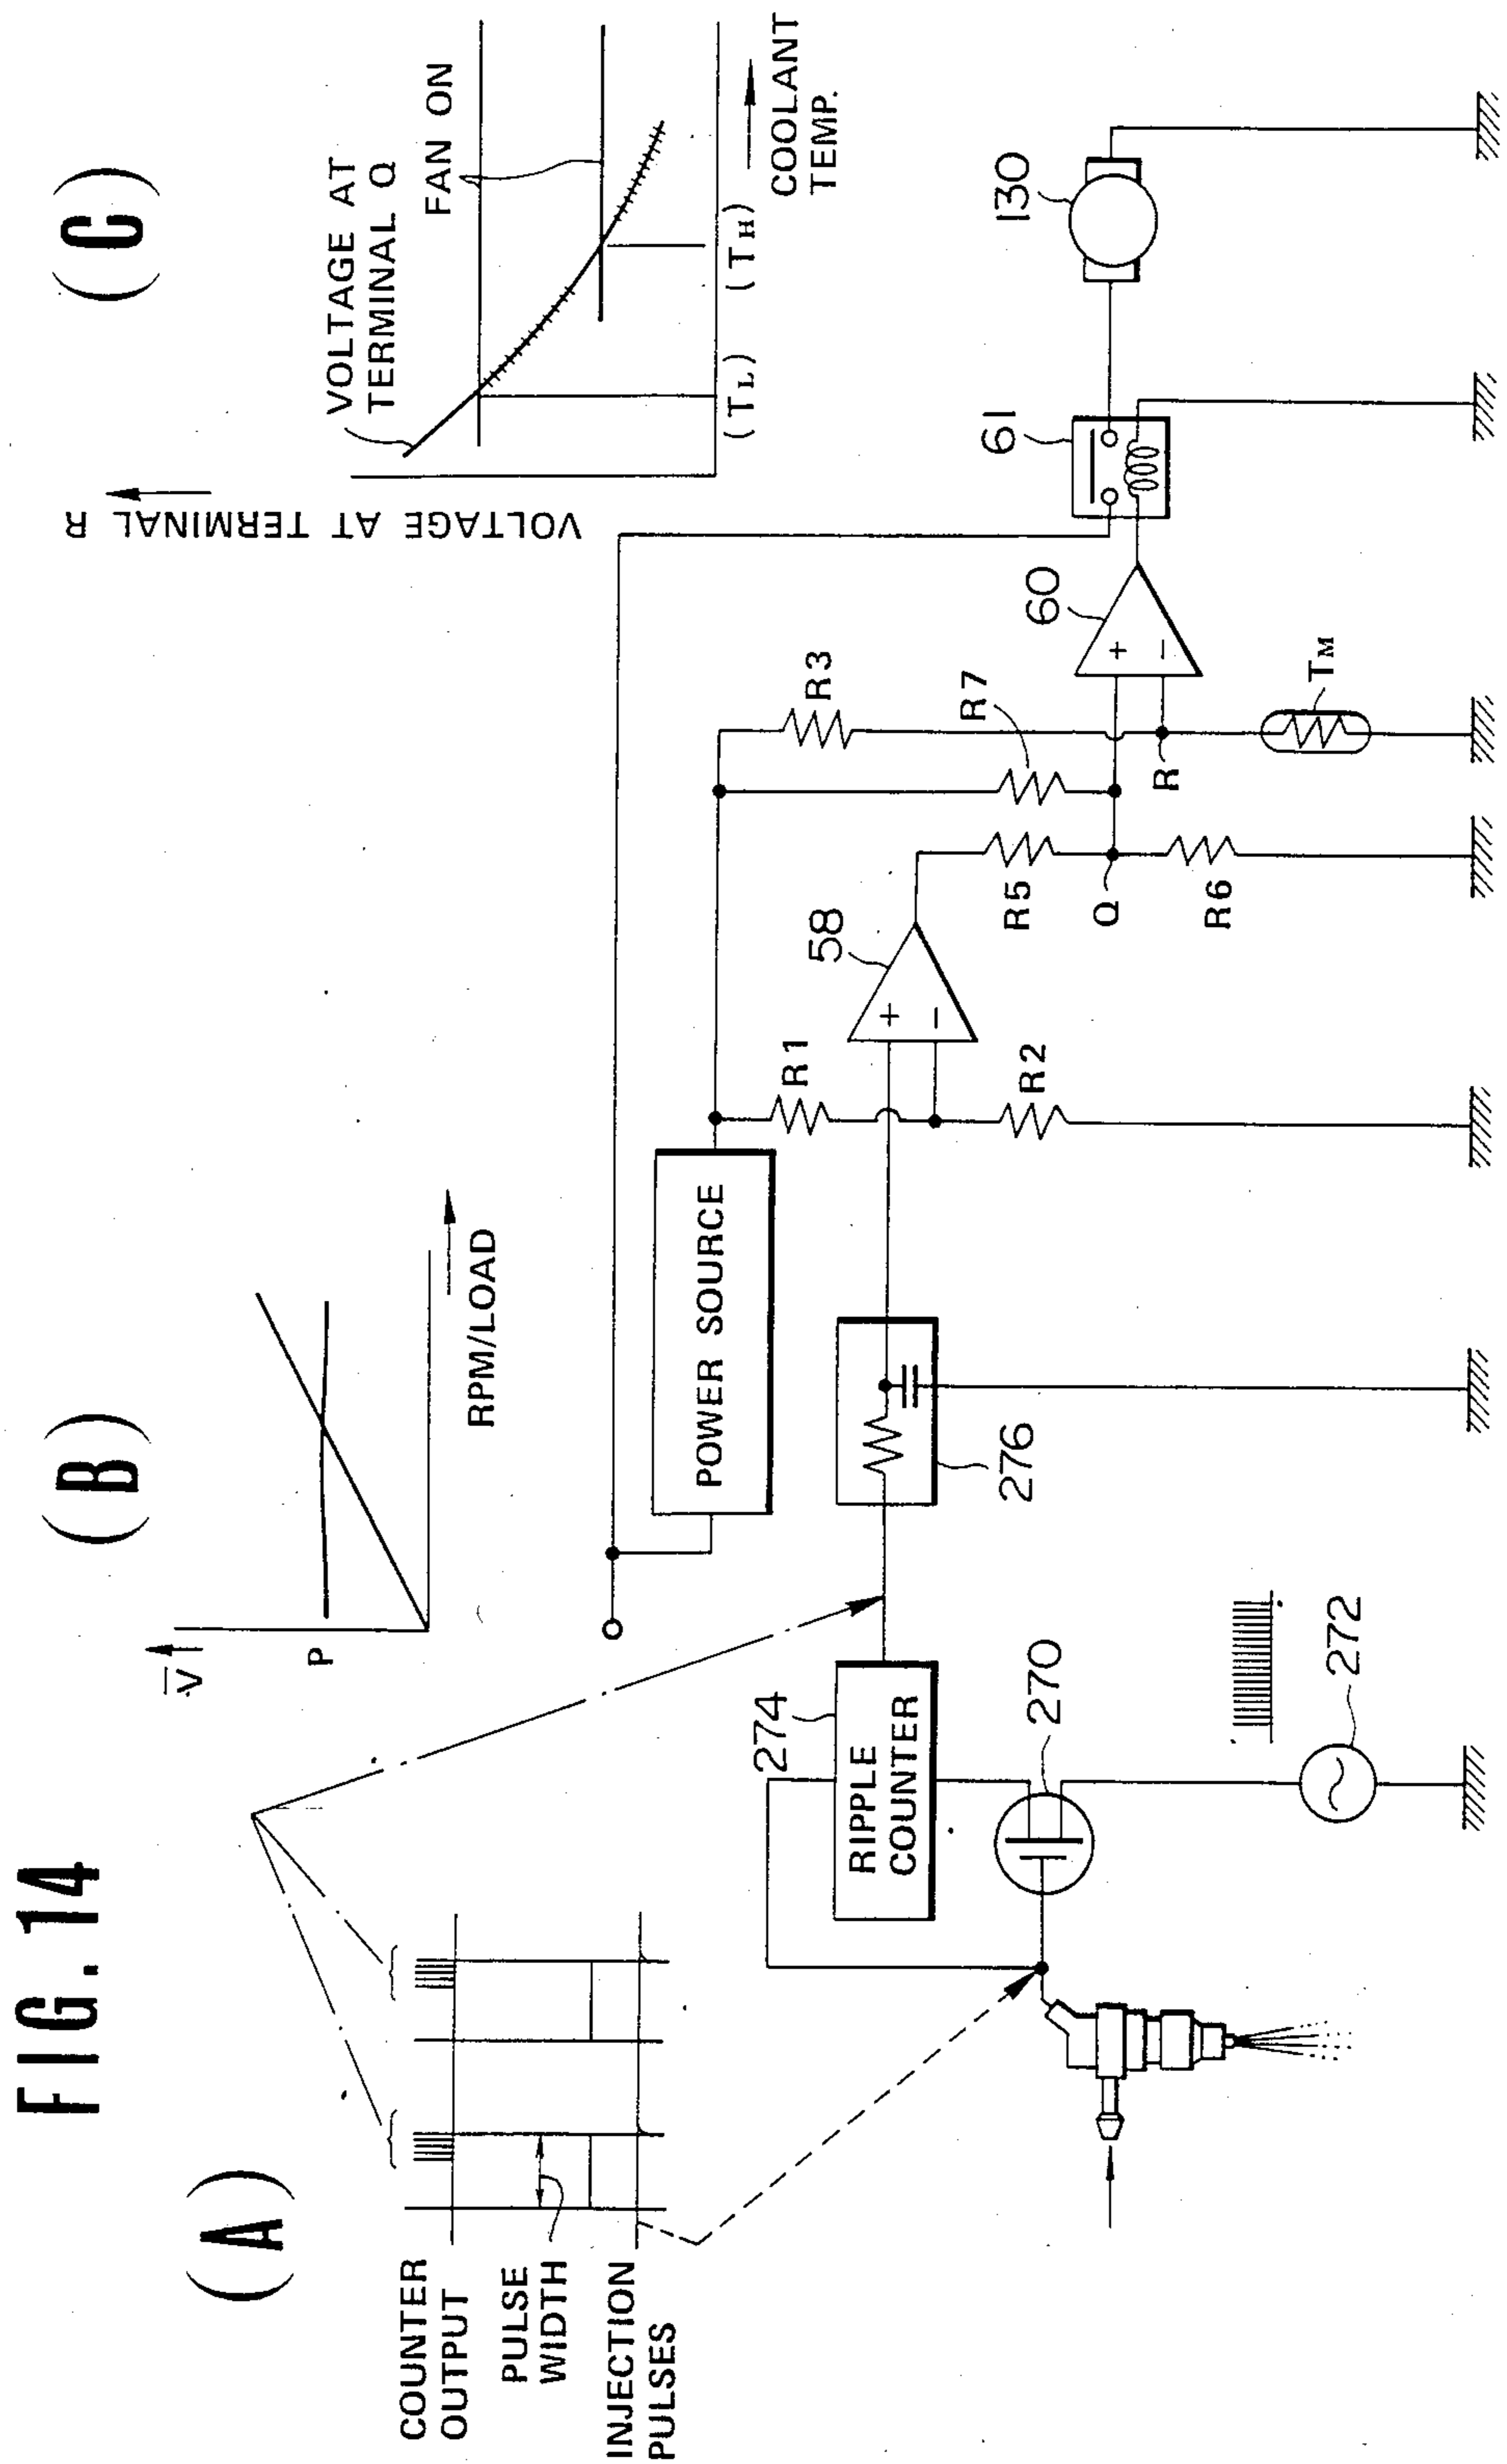 FIG.14
(A)
COUNTER
OUTPUT
PULSE
WIDTH
INJECTION
PULSES
(B)
V
P
RPM/LOAD
(C)
VOLTAGE AT TERMINAL R
VOLTAGE AT
TERMINAL Q
FAN ON
(TL)
(TH)
COOLANT
TEMP.
POWER SOURCE
274
RIPPLE
COUNTER
270
272
276
R1
R2
+
−
58
R5
Q
R6
R7
R3
R
TM
+
−
60
61
130